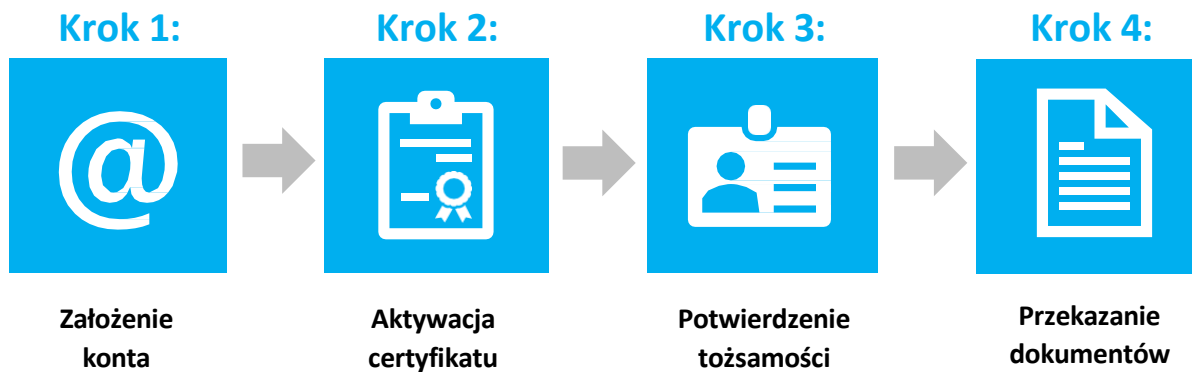 Krok 1:
Krok 2:
Krok 3:
Krok 4:
@
Założenie
konta
Aktywacja
certyfikatu
Potwierdzenie
tożsamości
Przekazanie
dokumentów